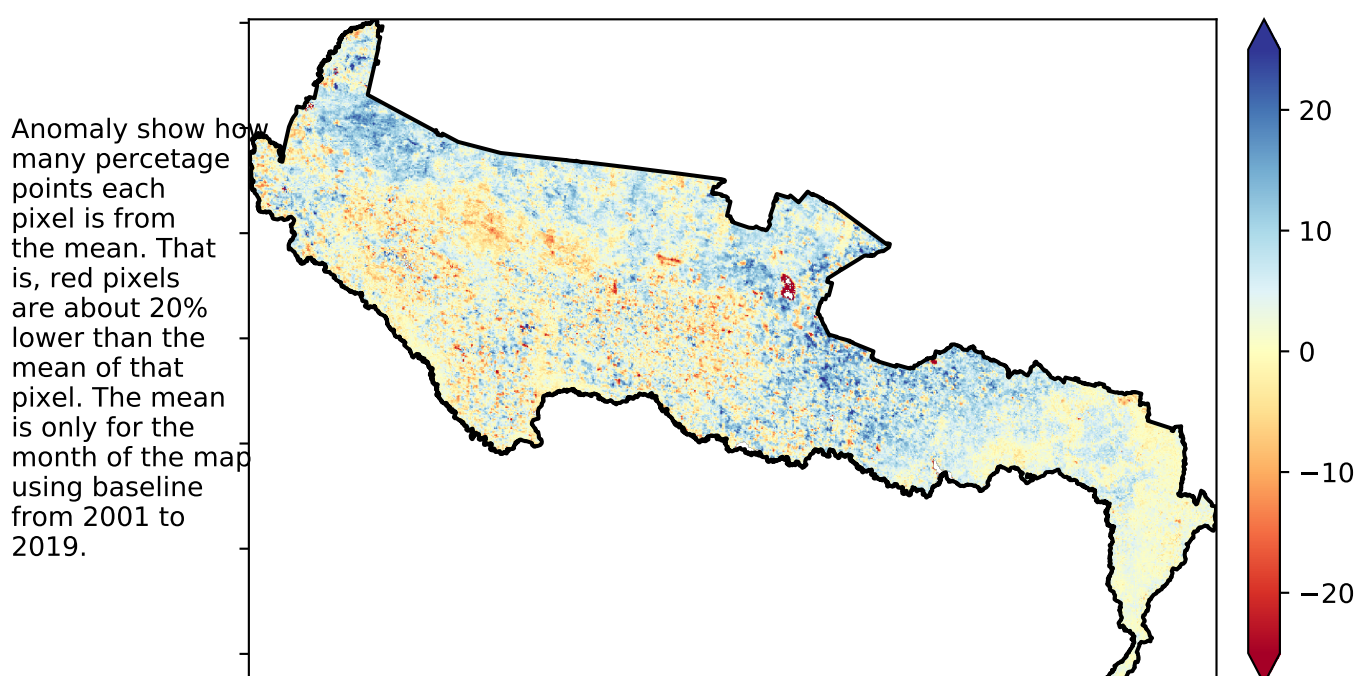 Anomaly show how
many percetage
points each
pixel is from
the mean. That
is, red pixels
are about 20%
lower than the
mean of that
pixel. The mean
is only for the
month of the map
using baseline
from 2001 to
2019.
20
10
0
−10
−20